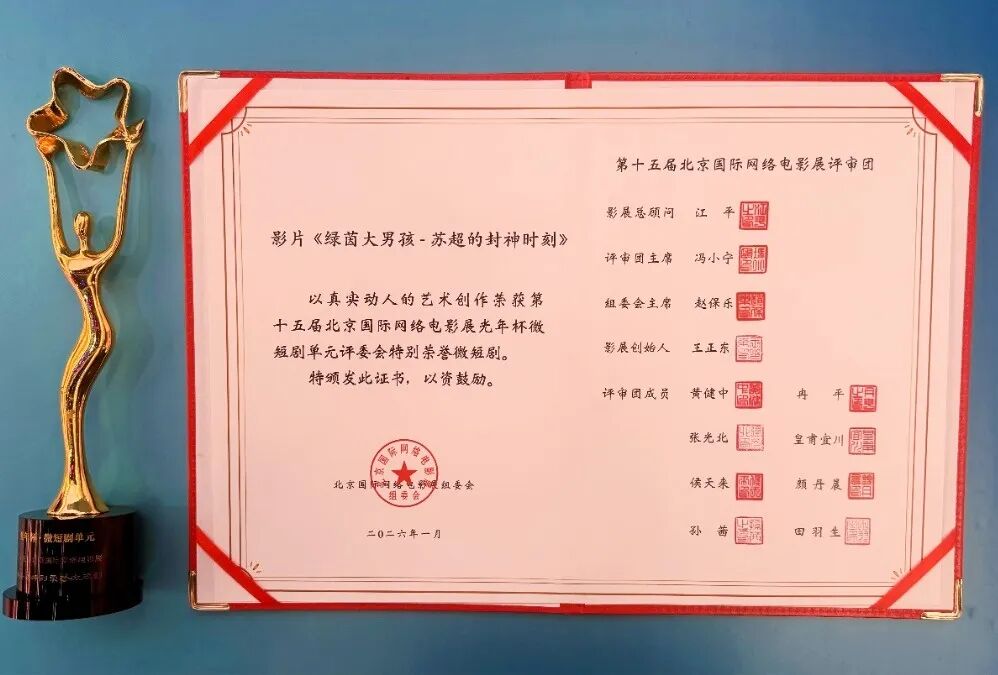 影片《绿茵大男孩-苏超的封神时刻》
以真实动人的艺术创作荣获第
十五届北京国际网络电影展光年杯微
短剧单元评委会特别荣誉微短剧。
特颁发此证书，以资鼓励。
北京国际网络电影展组委会
二〇二六年一月
第十五届北京国际网络电影展评审团
影展总顾问 江 平
评审团主席 冯小宁
组委会主席 赵保乐
影展创始人 王正东
评审团成员 黄健中 冉 平
张光北 皇甫宜川
侯天来 颜丹晨
孙 茜 田羽生
微短剧单元